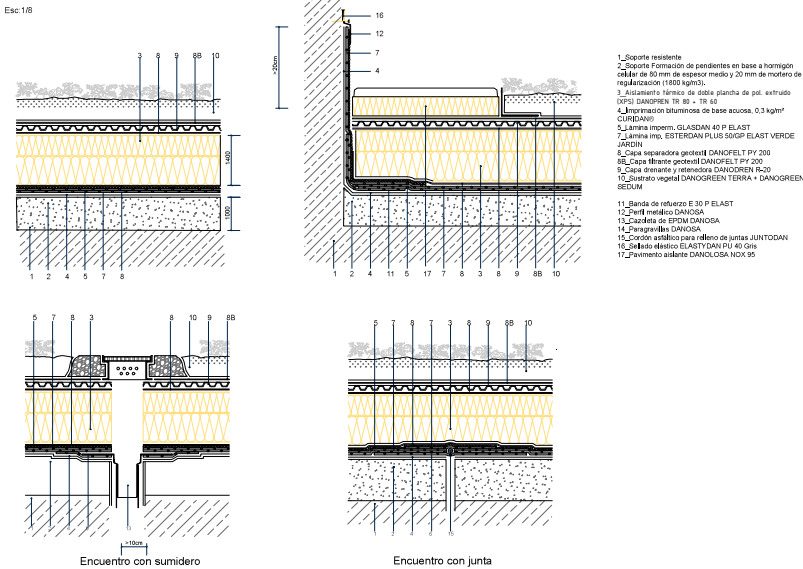 Esc:1/8
3 8 9 8B 10
1400
1000
1 2 4 5 7 8
16
12
7
4
>20cm
1 2 4 11 5 17 7 8 3 8 9 8B 10
1_Soporte resistente
2_Soporte Formación de pendientes en base a hormigón
celular de 80 mm de espesor medio y 20 mm de mortero de
regularización (1800 kg/m3).
3_Aislamiento térmico de doble plancha de pol. extruido
(XPS) DANOPREN TR 80 + TR 60
4_Imprimación bituminosa de base acuosa, 0,3 kg/m²
CURIDAN®
5_Lámina imperm. GLASDAN 40 P ELAST
7_Lámina imp, ESTERDAN PLUS 50/GP ELAST VERDE
JARDÍN
8_Capa separadora geotextil DANOFELT PY 200
8B_Capa filtrante geotextil DANOFELT PY 200
9_Capa drenante y retenedora DANODREN R-20
10_Sustrato vegetal DANOGREEN TERRA + DANOGREEN
SEDUM
11_Banda de refuerzo E 30 P ELAST
12_Perfil metálico DANOSA
13_Cazoleta de EPDM DANOSA
14_Paragravillas DANOSA
15_Cordón asfáltico para relleno de juntas JUNTODAN
16_Sellado elástico ELASTYDAN PU 40 Gris
17_Pavimento aislante DANOLOSA NOX 95
5 7 8 3 8 10 9 8B
1 13
>10cm
Encuentro con sumidero
5 7 8 7 3 8 9 8B 10
1 4 15
Encuentro con junta